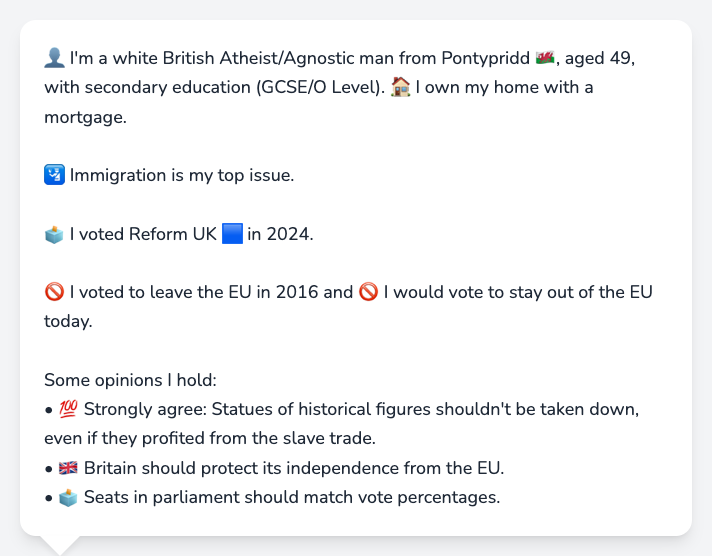 👤 I'm a white British Atheist/Agnostic man from Pontypridd 🏴󠁧󠁢󠁷󠁬󠁳󠁿, aged 49,
with secondary education (GCSE/O Level). 🏠 I own my home with a
mortgage.
🛂 Immigration is my top issue.
🗳️ I voted Reform UK 🟦 in 2024.
🚫 I voted to leave the EU in 2016 and 🚫 I would vote to stay out of the EU
today.
Some opinions I hold:
• 💯 Strongly agree: Statues of historical figures shouldn't be taken down,
even if they profited from the slave trade.
• 🇬🇧 Britain should protect its independence from the EU.
• 🗳️ Seats in parliament should match vote percentages.